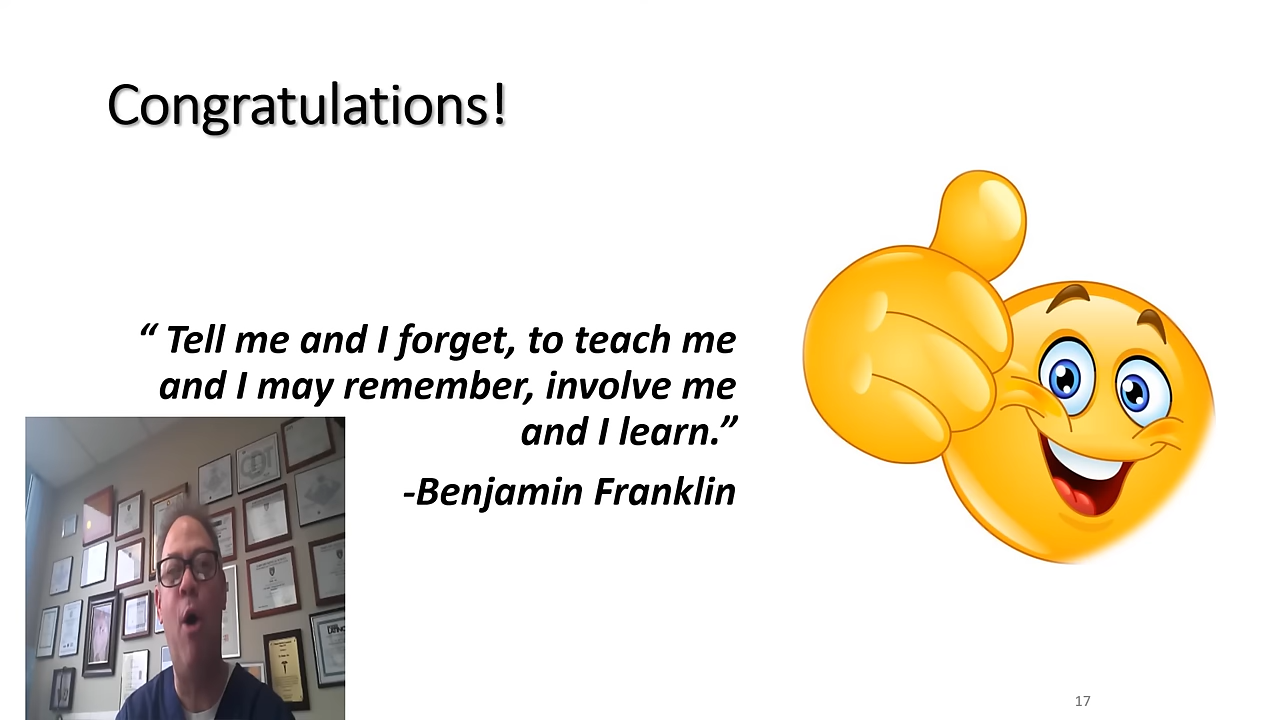 Congratulations!
“ Tell me and I forget, to teach me
and I may remember, involve me
and I learn.”
-Benjamin Franklin
17